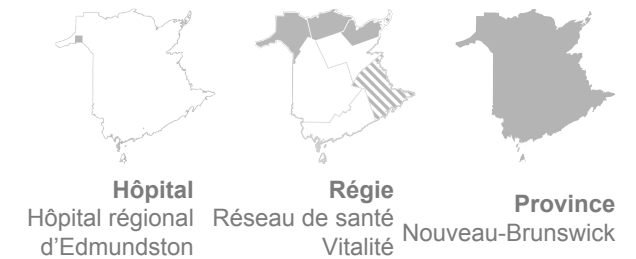 Hôpital
Hôpital régional
d'Edmundston
Régie
Réseau de santé
Vitalité
Province
Nouveau-Brunswick